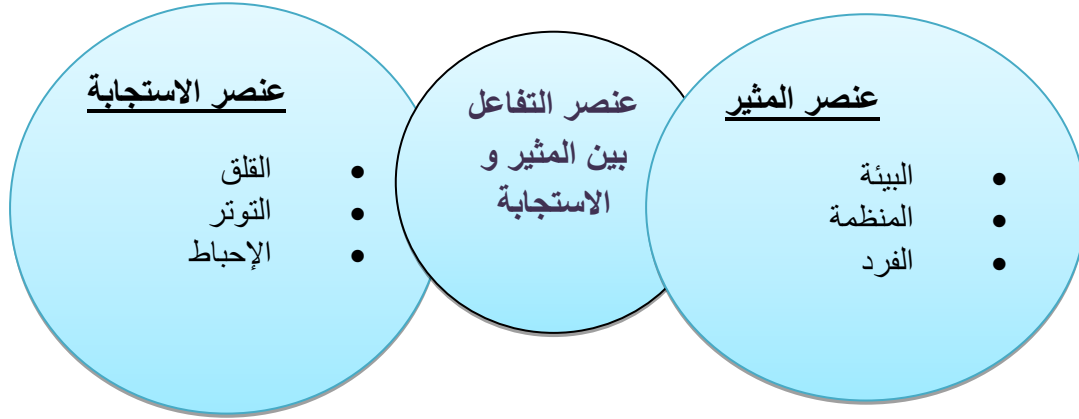 عنصر المثير
• البيئة
• المنظمة
• الفرد
عنصر التفاعل
بين المثير و
الاستجابة
عنصر الاستجابة
• القلق
• التوتر
• الإحباط